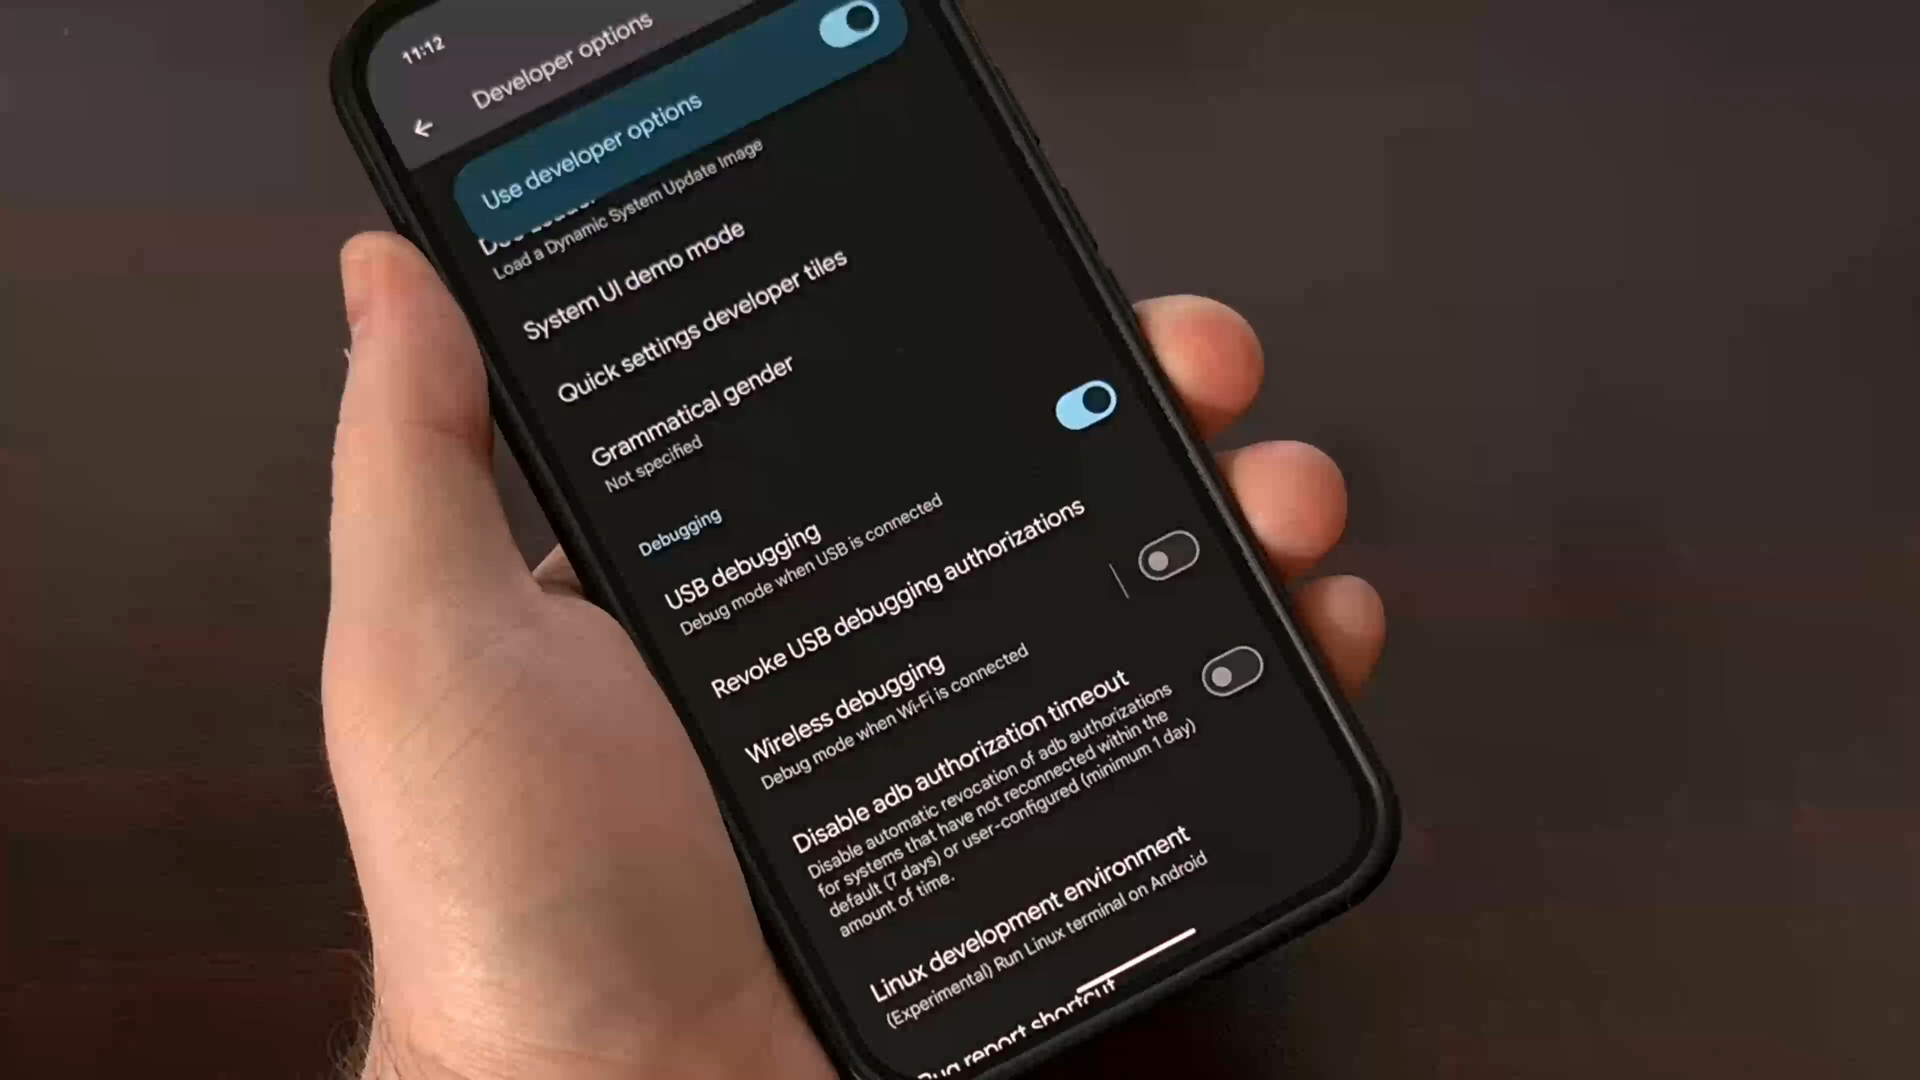 11:12
Developer options
Use developer options
Load a Dynamic System Update Image
System UI demo mode
Quick settings developer tiles
Grammatical gender
Not specified
Debugging
USB debugging
Debug mode when USB is connected
Revoke USB debugging authorizations
Wireless debugging
Debug mode when Wi-Fi is connected
Disable adb authorization timeout
Disable automatic revocation of adb authorizations
for systems that have not reconnected within the
default (7 days) or user-configured (minimum 1 day)
amount of time.
Linux development environment
(Experimental) Run Linux terminal on Android
report shortcut